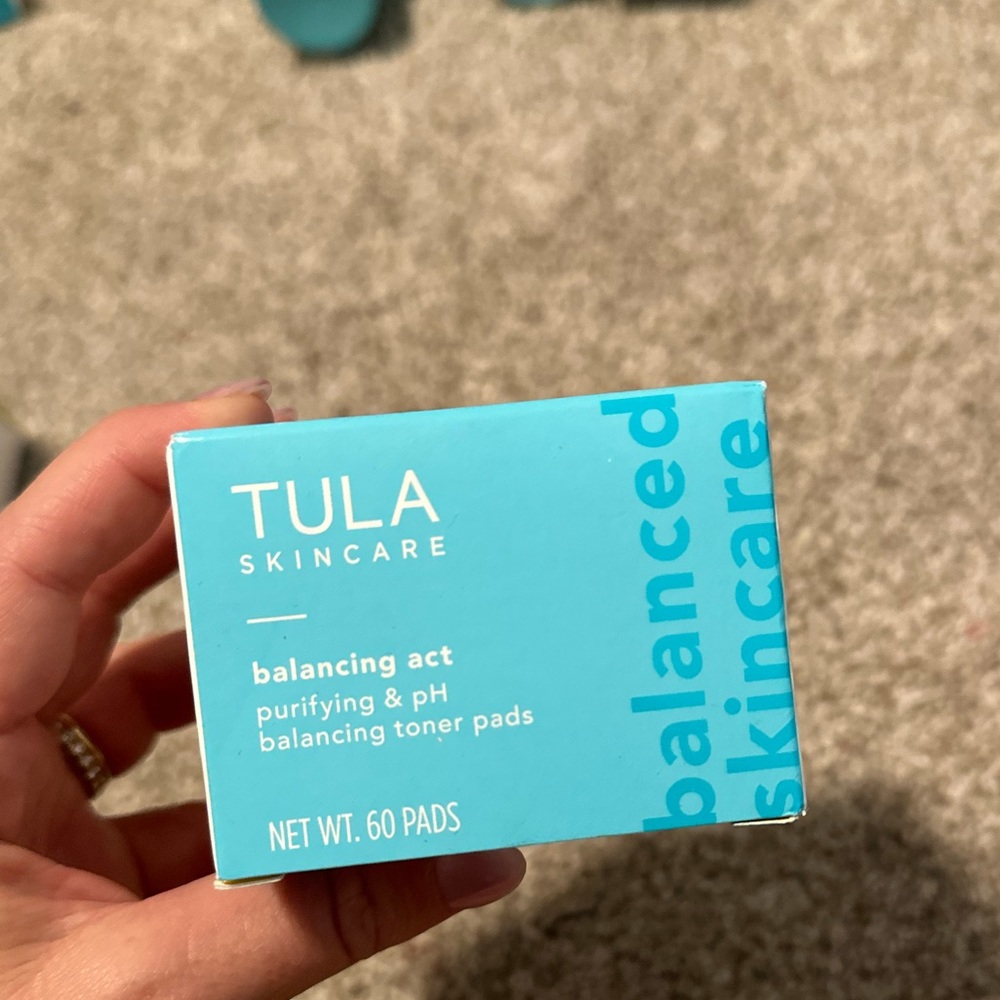 TULA
SKINCARE
balancing act
purifying & pH
balancing toner pads
NET WT. 60 PADS
balanced
skincare